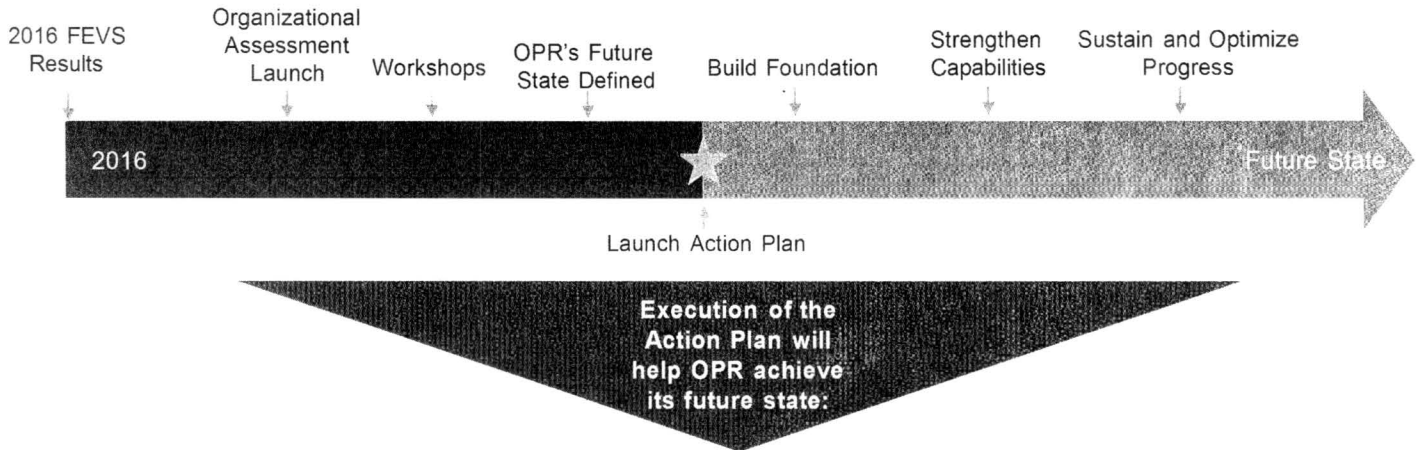 2016 FEVS
Results
Organizational
Assessment
Launch
Workshops
OPR's Future
State Defined
Build Foundation
Strengthen
Capabilities
Sustain and Optimize
Progress
2016
Future State
Launch Action Plan
Execution of the
Action Plan will
help OPR achieve
its future state: